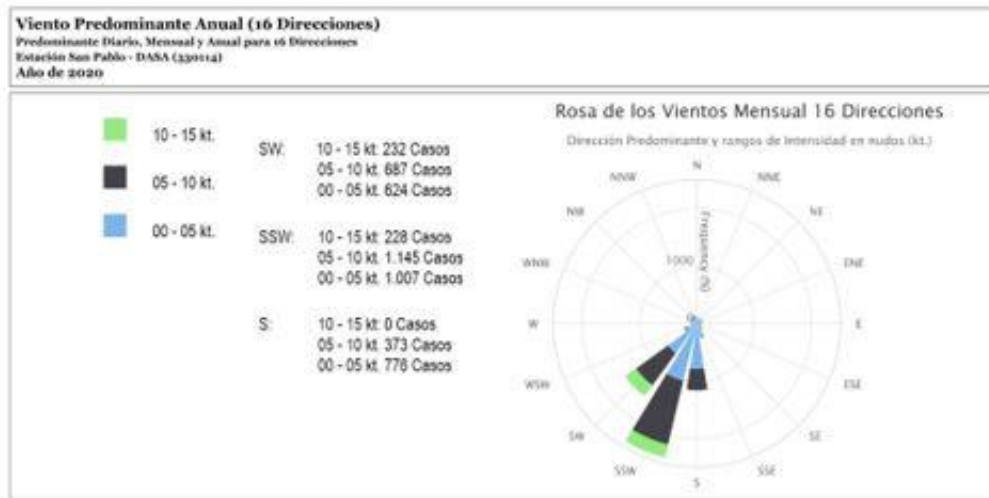 Viento Predominante Anual (16 Direcciones)
Predominante Diario, Mensual y Anual para 16 Direcciones
Estación San Pablo - DASA (330114)
Año de 2020
10 - 15 kt.
05 - 10 kt.
00 - 05 kt.
SW: 10 - 15 kt 232 Casos
05 - 10 kt 687 Casos
00 - 05 kt. 624 Casos
SSW: 10 - 15 kt 228 Casos
05 - 10 kt 1.145 Casos
00 - 05 kt 1.007 Casos
S: 10 - 15 kt 0 Casos
05 - 10 kt 373 Casos
00 - 05 kt 776 Casos
Rosa de los Vientos Mensual 16 Direcciones
Dirección Predominante y rangos de Intensidad en nudos (kt.)
N
NNW
NNE
NW
NE
Frequency (%)
1000
WNW
ENE
0
W
E
WSW
ESE
SW
SE
SSW
SSE
S